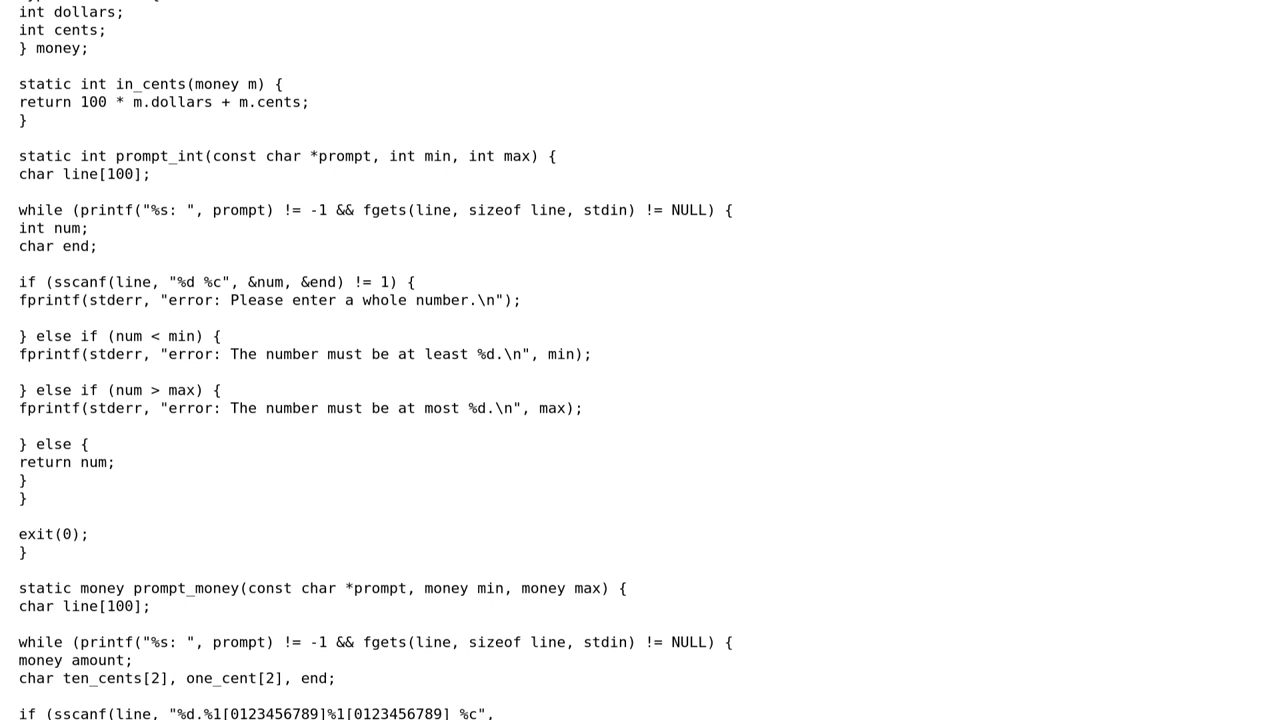 int dollars;
int cents;
} money;

static int in_cents(money m) {
return 100 * m.dollars + m.cents;
}

static int prompt_int(const char *prompt, int min, int max) {
char line[100];

while (printf("%s: ", prompt) != -1 && fgets(line, sizeof line, stdin) != NULL) {
int num;
char end;

if (sscanf(line, "%d %c", &num, &end) != 1) {
fprintf(stderr, "error: Please enter a whole number.\n");

} else if (num < min) {
fprintf(stderr, "error: The number must be at least %d.\n", min);

} else if (num > max) {
fprintf(stderr, "error: The number must be at most %d.\n", max);

} else {
return num;
}
}

exit(0);
}

static money prompt_money(const char *prompt, money min, money max) {
char line[100];

while (printf("%s: ", prompt) != -1 && fgets(line, sizeof line, stdin) != NULL) {
money amount;
char ten_cents[2], one_cent[2], end;

if (sscanf(line, "%d.%1[0123456789]%1[0123456789] %c",